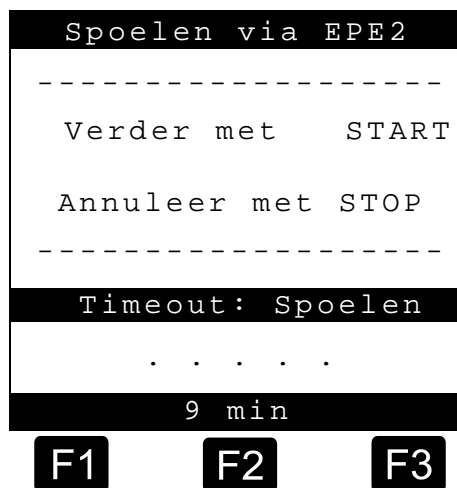 Spoelen via EPE2
-------------------
Verder met START
Annuleer met STOP
-------------------
Timeout: Spoelen
. . . . .
9 min
F1 F2 F3